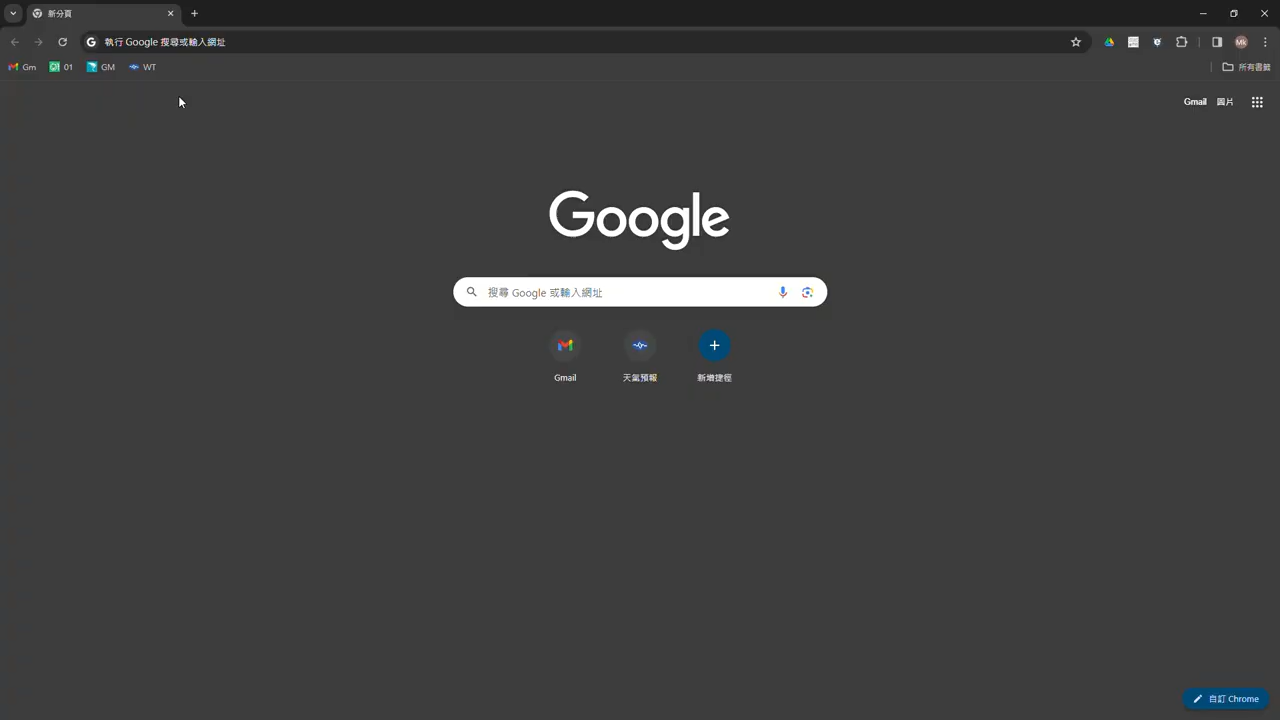 新分頁
執行 Google 搜尋或輸入網址
MK
Gm 01 GM WT
所有書籤
Gmail 圖片
Google
搜尋 Google 或輸入網址
Gmail 天氣預報 新增捷徑
自訂 Chrome